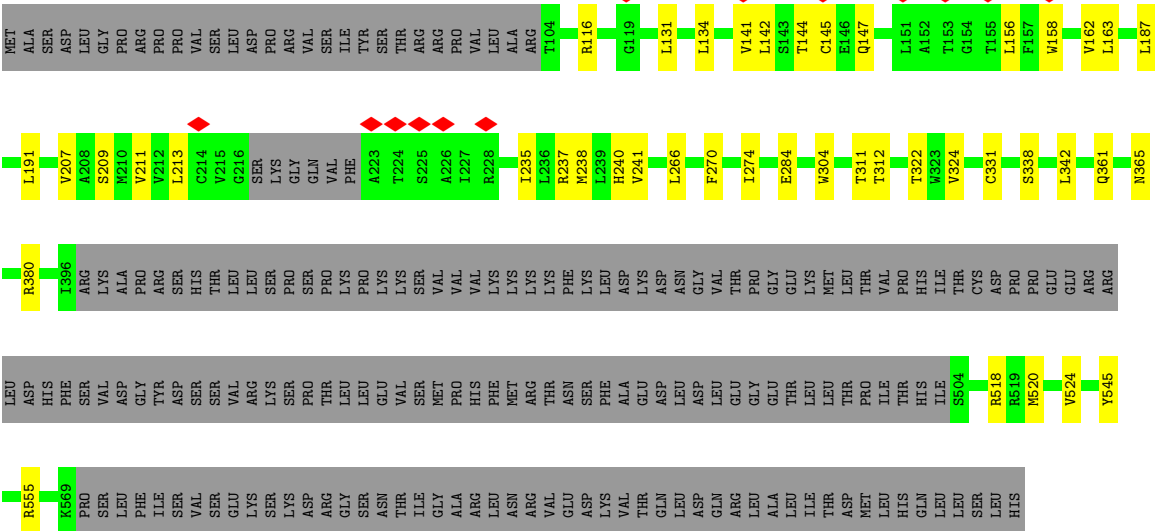 MET ALA SER ASP LEU GLY PRO ARG PRO PRO VAL SER LEU ASP PRO ARG VAL SER ILE TYR SER THR ARG ARG PRO VAL LEU ALA ARG T104 R116 G119 L131 L134 V141 L142 S143 T144 C145 E146 Q147 L151 A152 T153 G154 T155 L156 F157 W158 V162 L163 L187
L191 V207 A208 S209 M210 V211 V212 L213 C214 V215 G216 SER LYS GLY GLN VAL PHE A223 T224 S225 A226 I227 R228 I235 L236 R237 M238 L239 H240 V241 L266 F270 I274 E284 W304 T311 T312 T322 W323 V324 C331 S338 L342 Q361 N365
R380 I396 ARG LYS ALA PRO ARG SER HIS THR LEU LEU SER PRO SER PRO LYS PRO LYS LYS SER VAL VAL VAL LYS LYS LYS LYS PHE LYS LEU ASP LYS ASP ASN GLY VAL THR PRO GLY GLU LYS MET LEU THR VAL PRO HIS ILE THR CYS ASP PRO PRO GLU GLU ARG ARG
LEU ASP HIS PHE SER VAL ASP GLY TYR ASP SER SER VAL ARG LYS SER PRO THR LEU LEU GLU VAL SER MET PRO HIS PHE MET ARG THR ASN SER PHE ALA GLU ASP LEU ASP LEU GLU GLY GLU THR LEU LEU THR PRO ILE THR HIS ILE S504 R518 R519 M520 V524 Y545
R555 K569 PRO SER LEU PHE ILE SER VAL SER GLU LYS SER LYS ASP ARG GLY SER ASN THR ILE GLY ALA ARG LEU ASN ARG VAL GLU ASP LYS VAL THR GLN LEU ASP GLN ARG LEU ALA LEU ILE THR ASP MET LEU HIS GLN LEU LEU SER LEU HIS